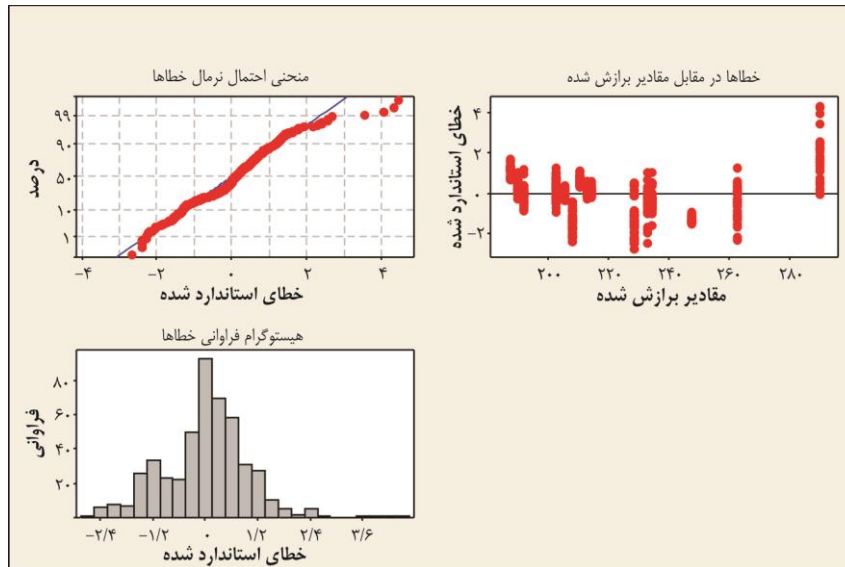 منحنی احتمال نرمال خطاها
درصد
۹۹
۹۰
۵۰
۱۰
۱
-۴ -۲ ۰ ۲ ۴
خطای استاندارد شده
خطاها در مقابل مقادیر برازش شده
خطای استاندارد شده
۴
۲
۰
-۲
۲۰۰ ۲۲۰ ۲۴۰ ۲۶۰ ۲۸۰
مقادیر برازش شده
هیستوگرام فراوانی خطاها
فراوانی
۸۰
۶۰
۴۰
۲۰
-۲/۴ -۱/۲ ۰ ۱/۲ ۲/۴ ۳/۶
خطای استاندارد شده